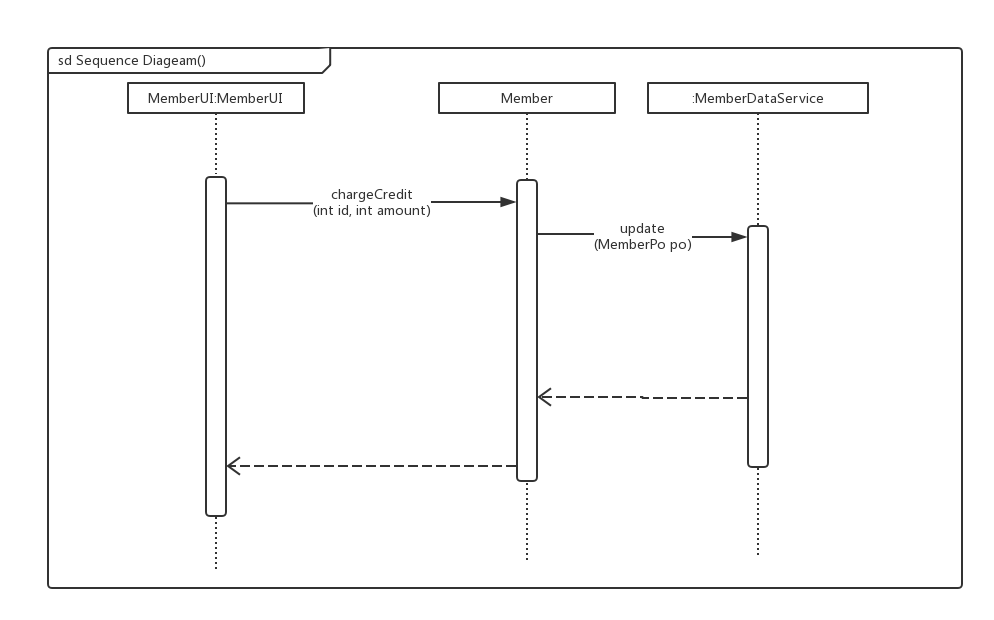 sd Sequence Diageam()
MemberUI:MemberUI
Member
:MemberDataService
chargeCredit
(int id, int amount)
update
(MemberPo po)